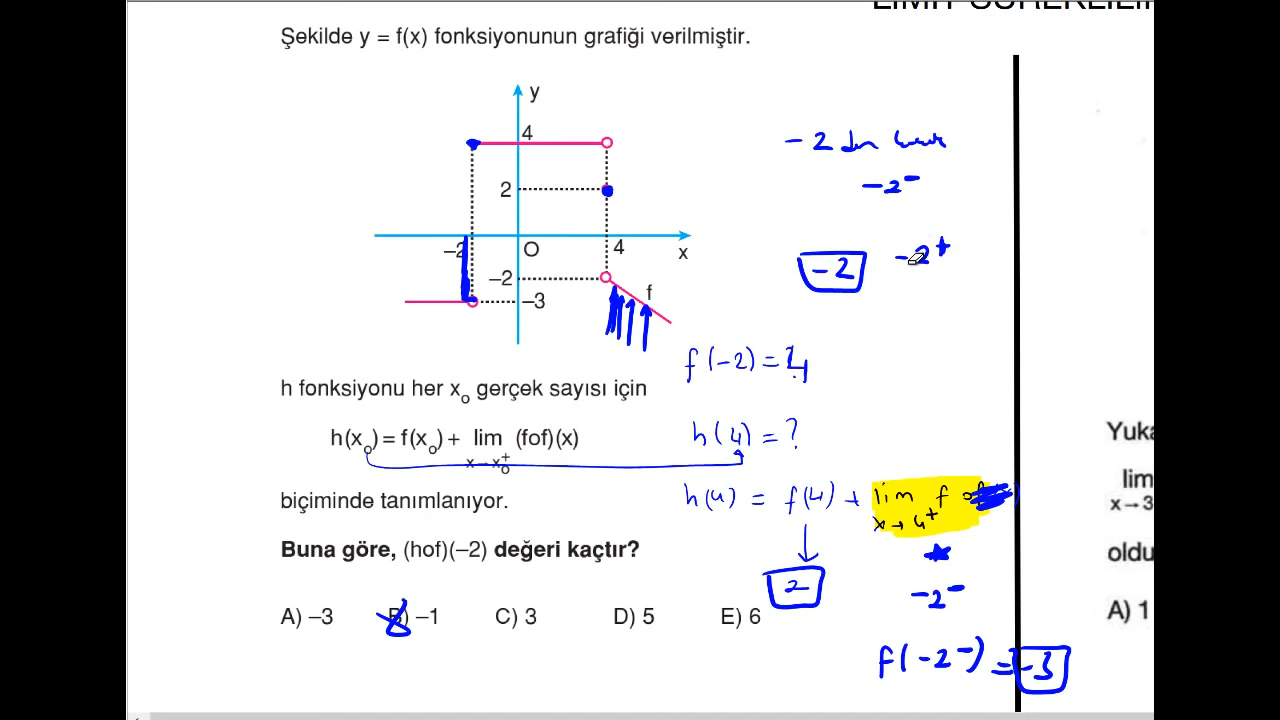 Şekilde y = f(x) fonksiyonunun grafiği verilmiştir.
y
4
2
–2
O
4
x
–2
–3
f
– 2 den
–2⁻
–2
–2⁺
f(–2) = 4
h fonksiyonu her x₀ gerçek sayısı için
h(x₀) = f(x₀) + lim (fof)(x)
x→x₀⁺
h(4) = ?
biçiminde tanımlanıyor.
h(4) = f(4) + lim f
x→4⁺
Buna göre, (hof)(–2) değeri kaçtır?
2
–2⁻
A) –3 B) –1 C) 3 D) 5 E) 6
f(–2⁻) = –3
Yuka
lim
x→3
oldu
A) 1